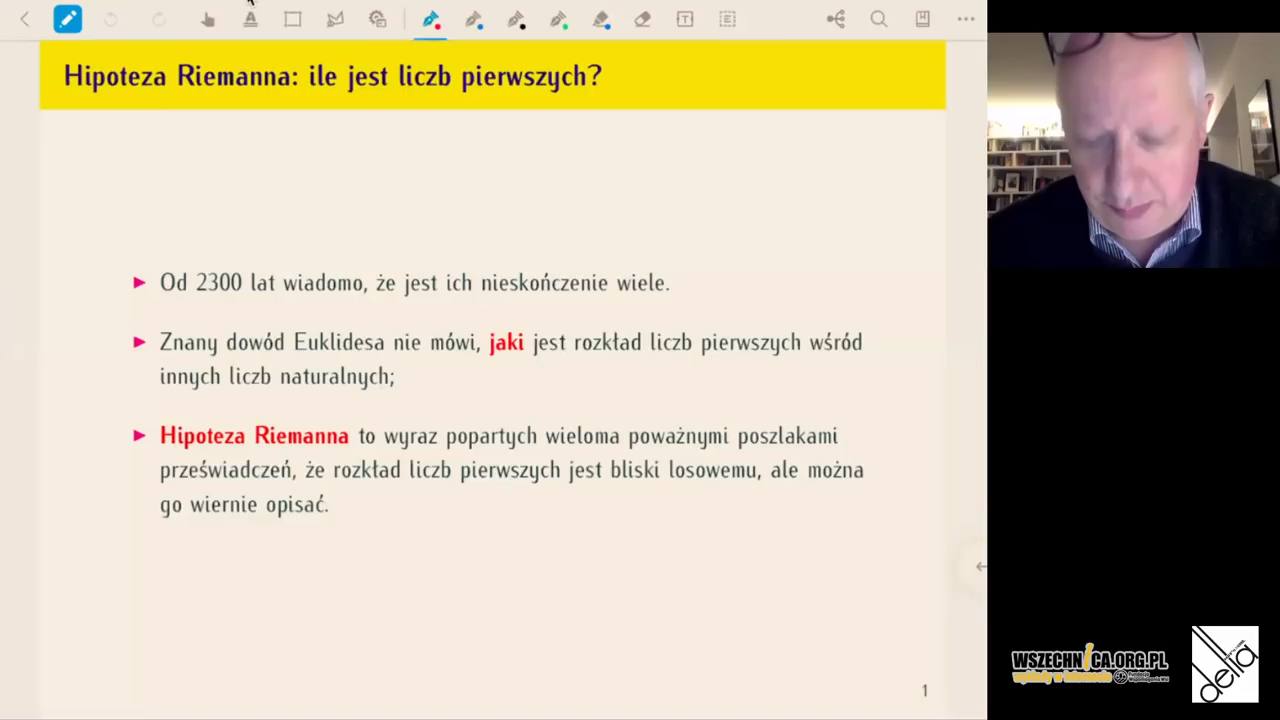 Hipoteza Riemanna: ile jest liczb pierwszych?
Od 2300 lat wiadomo, że jest ich nieskończenie wiele.
Znany dowód Euklidesa nie mówi, jaki jest rozkład liczb pierwszych wśród
innych liczb naturalnych;
Hipoteza Riemanna to wyraz popartych wieloma poważnymi poszlakami
przeświadczeń, że rozkład liczb pierwszych jest bliski losowemu, ale można
go wiernie opisać.
1
WSZECHNICA.ORG.PL
wykłady w internecie
delta